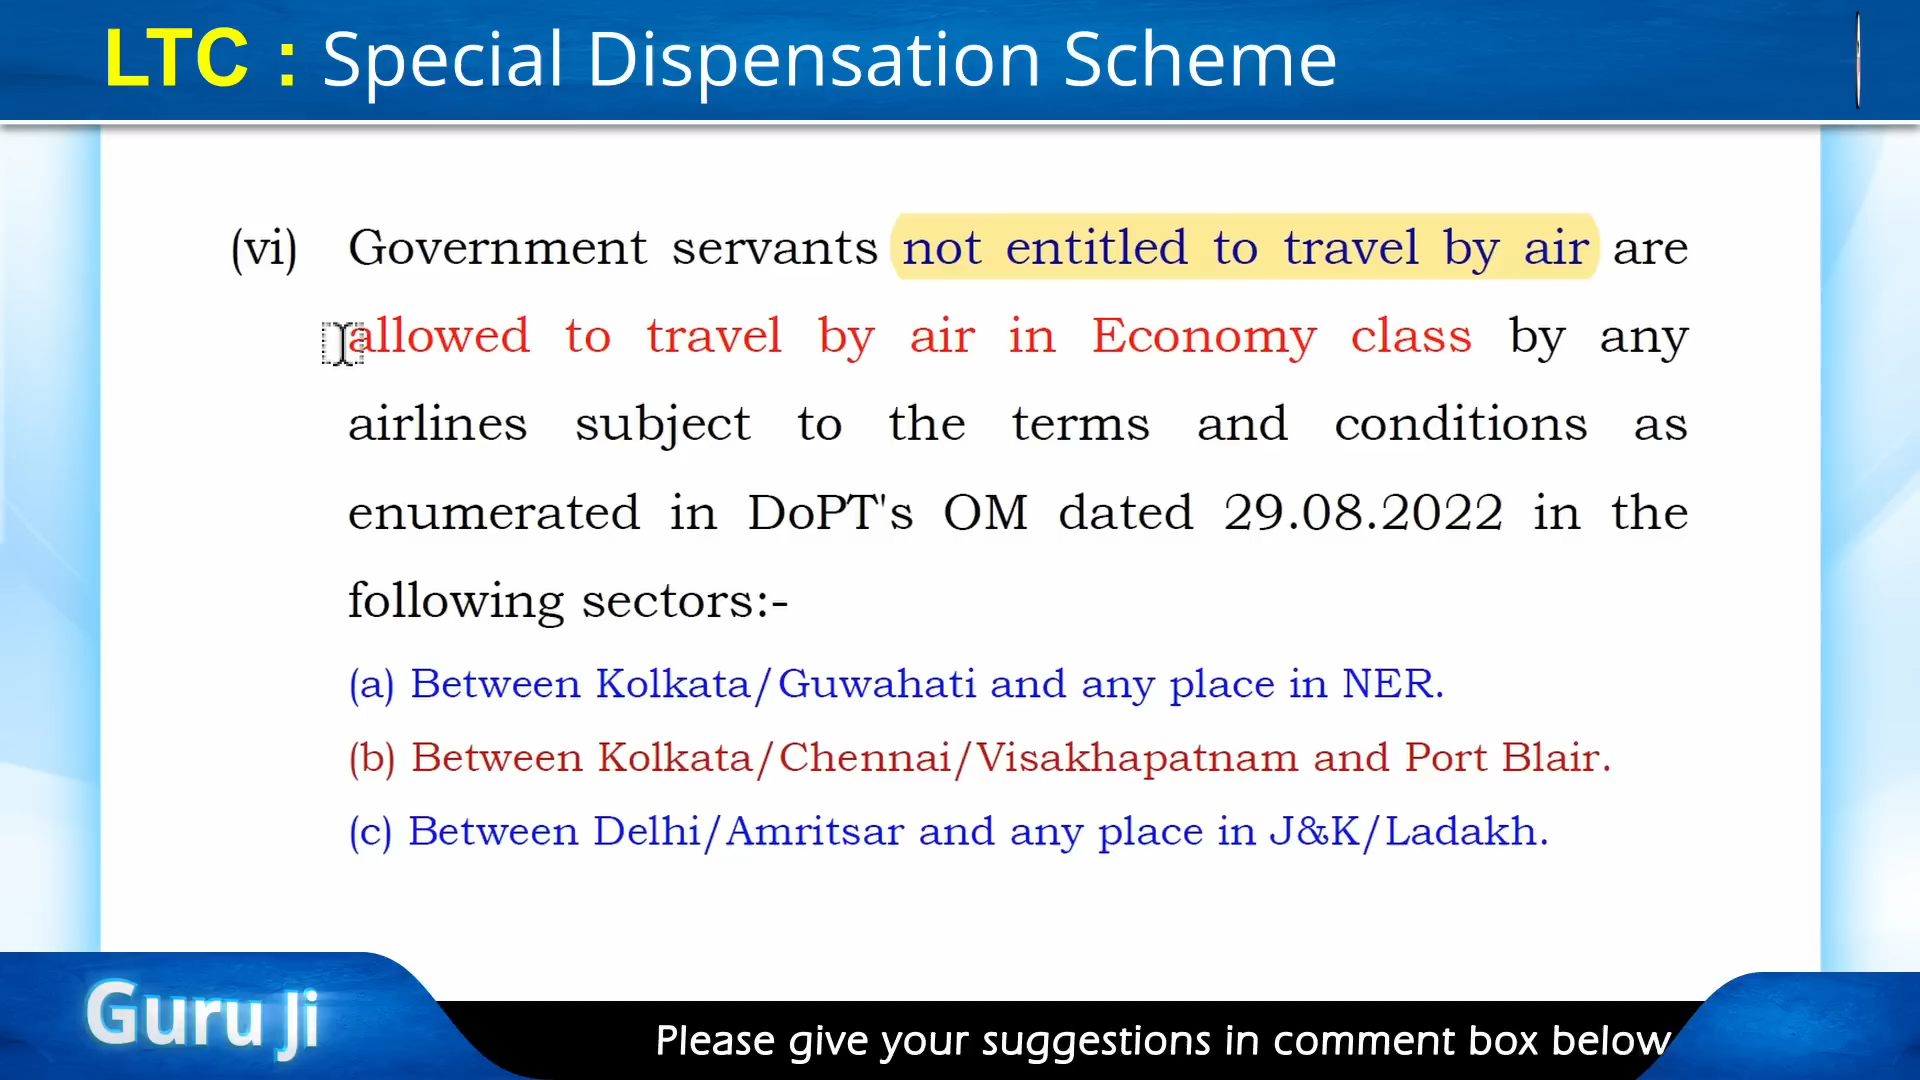 LTC : Special Dispensation Scheme
(vi) Government servants not entitled to travel by air are
allowed to travel by air in Economy class by any
airlines subject to the terms and conditions as
enumerated in DoPT's OM dated 29.08.2022 in the
following sectors:-
(a) Between Kolkata/Guwahati and any place in NER.
(b) Between Kolkata/Chennai/Visakhapatnam and Port Blair.
(c) Between Delhi/Amritsar and any place in J&K/Ladakh.
Guru Ji
Please give your suggestions in comment box below